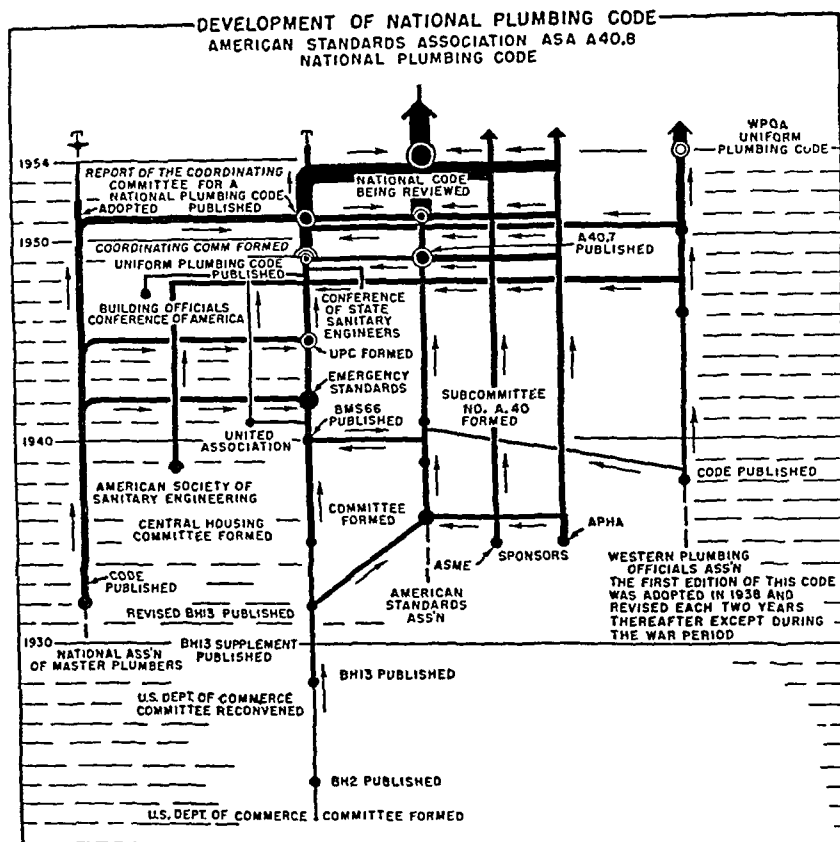 DEVELOPMENT OF NATIONAL PLUMBING CODE
AMERICAN STANDARDS ASSOCIATION ASA A40.8
NATIONAL PLUMBING CODE
WPOA
UNIFORM
PLUMBING CODE
1954
REPORT OF THE COORDINATING
COMMITTEE FOR A
NATIONAL PLUMBING CODE
ADOPTED PUBLISHED
NATIONAL CODE
BEING REVIEWED
1950
COORDINATING COMM FORMED
A40.7
PUBLISHED
UNIFORM PLUMBING CODE
PUBLISHED
BUILDING OFFICIALS
CONFERENCE OF AMERICA
CONFERENCE
OF STATE
SANITARY
ENGINEERS
UPC FORMED
EMERGENCY
STANDARDS
BMS66
PUBLISHED
SUBCOMMITTEE
NO. A.40
FORMED
UNITED
ASSOCIATION
1940
CODE PUBLISHED
AMERICAN SOCIETY OF
SANITARY ENGINEERING
CENTRAL HOUSING
COMMITTEE FORMED
COMMITTEE
FORMED
ASME
SPONSORS
APHA
CODE
PUBLISHED
REVISED BH13 PUBLISHED
AMERICAN
STANDARDS
ASS'N
WESTERN PLUMBING
OFFICIALS ASS'N
THE FIRST EDITION OF THIS CODE
WAS ADOPTED IN 1938 AND
REVISED EACH TWO YEARS
THEREAFTER EXCEPT DURING
THE WAR PERIOD
1930
NATIONAL ASS'N
OF MASTER PLUMBERS
BH13 SUPPLEMENT
PUBLISHED
BH13 PUBLISHED
U.S. DEPT. OF COMMERCE
COMMITTEE RECONVENED
BH2 PUBLISHED
U.S. DEPT. OF COMMERCE COMMITTEE FORMED